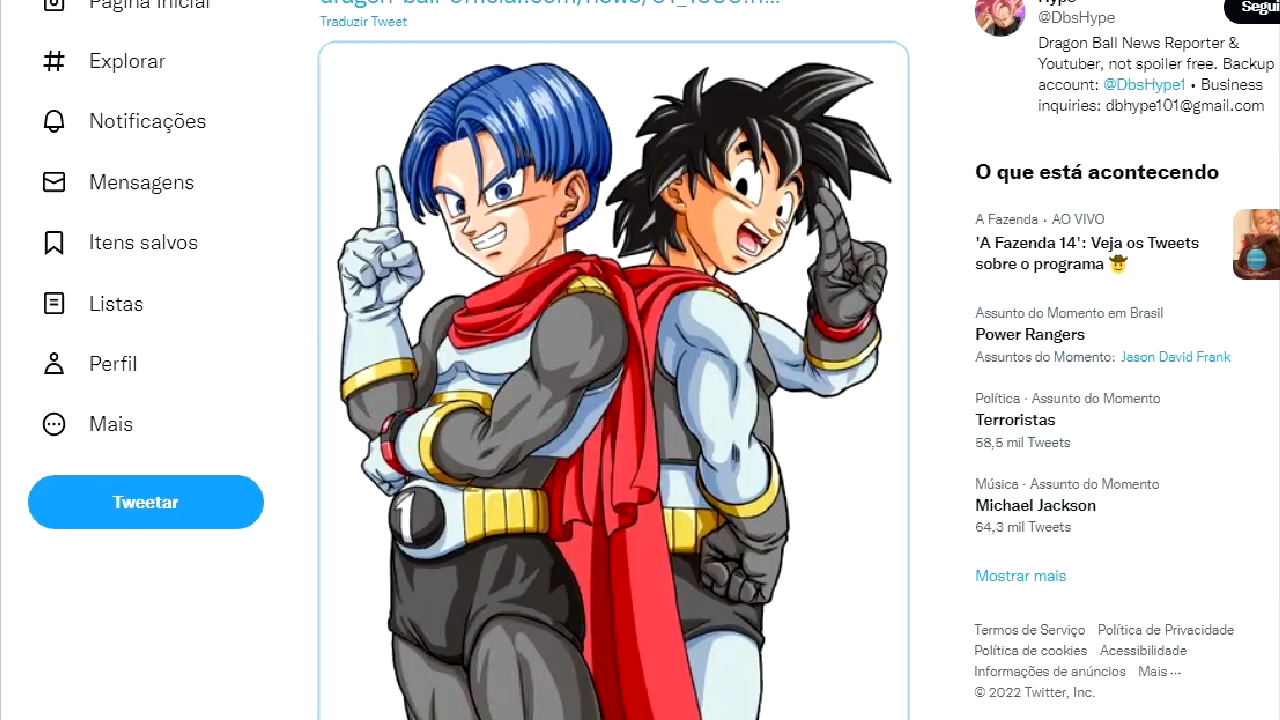 Página Inicial
Explorar
Notificações
Mensagens
Itens salvos
Listas
Perfil
Mais
Tweetar
Traduzir Tweet
1
Hype
Segui
@DbsHype
Dragon Ball News Reporter &
Youtuber, not spoiler free. Backup
account: @DbsHype1 • Business
inquiries: dbhype101@gmail.com
O que está acontecendo
A Fazenda · AO VIVO
'A Fazenda 14': Veja os Tweets
sobre o programa 🤠
Assunto do Momento em Brasil
Power Rangers
Assuntos do Momento: Jason David Frank
Política · Assunto do Momento
Terroristas
58,5 mil Tweets
Música · Assunto do Momento
Michael Jackson
64,3 mil Tweets
Mostrar mais
Termos de Serviço Política de Privacidade
Política de cookies Acessibilidade
Informações de anúncios Mais ···
© 2022 Twitter, Inc.